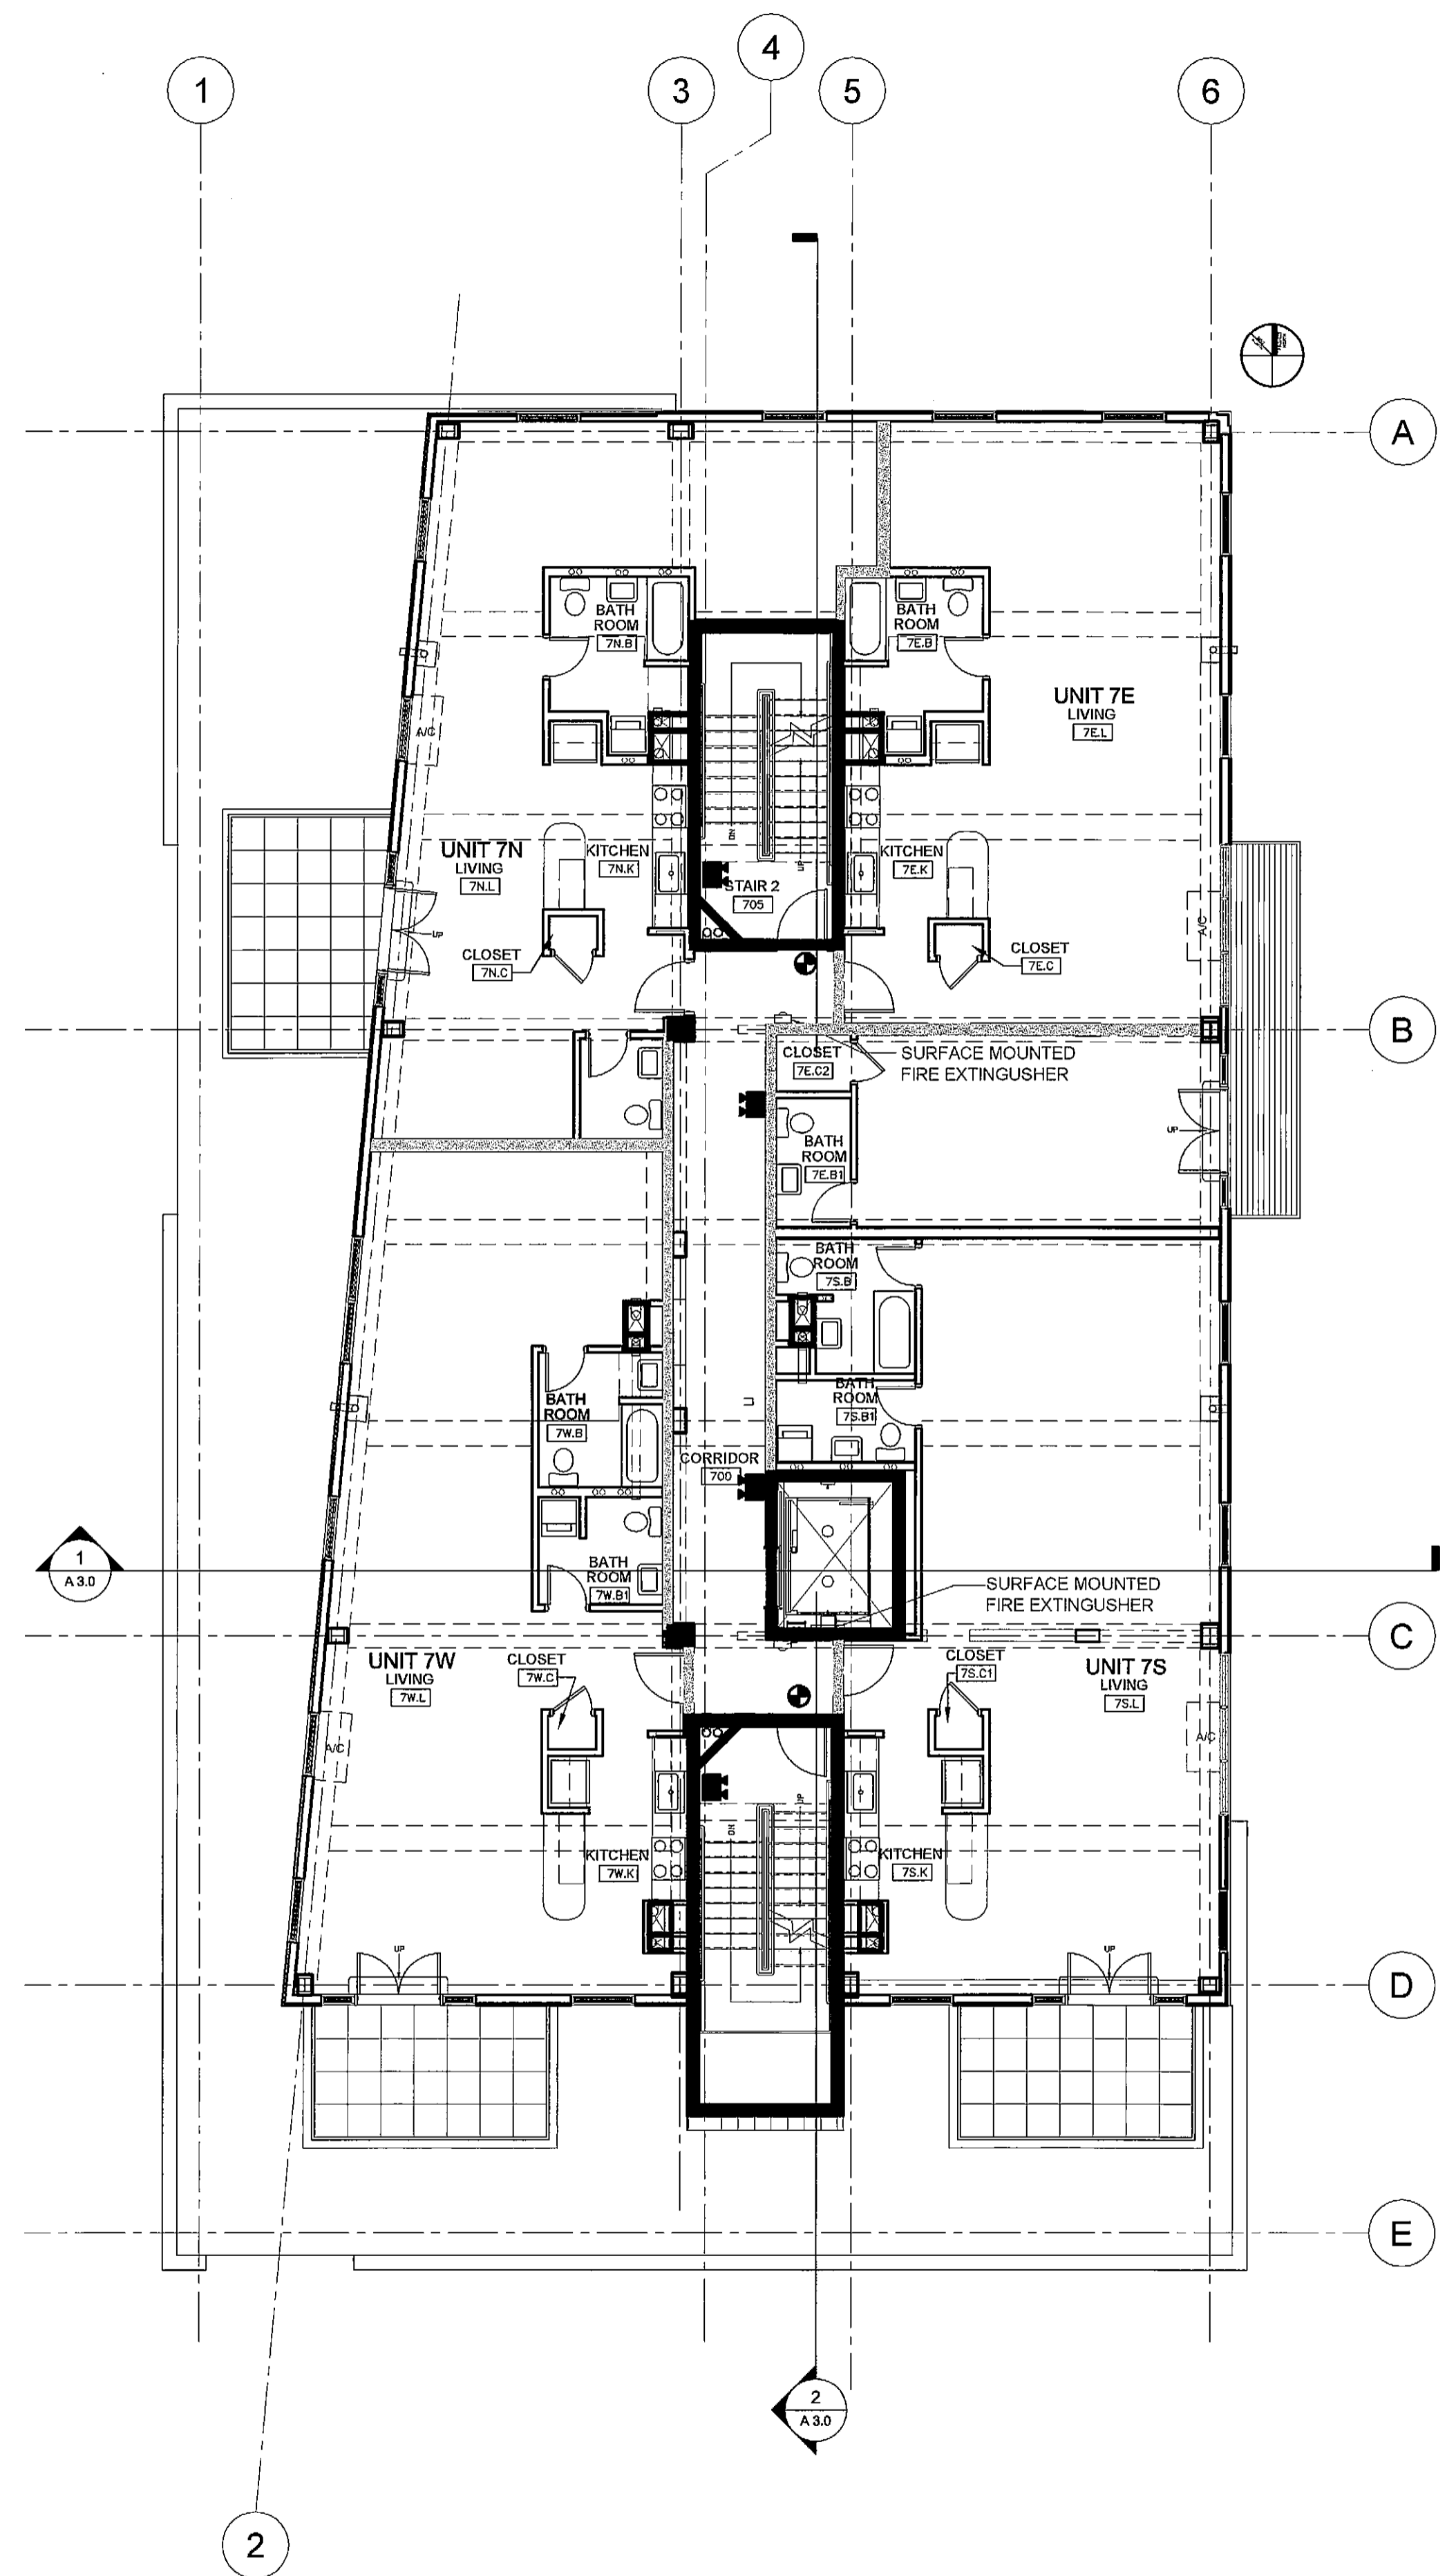 4
1
3
5
6
A
BATH
ROOM
7N.B
BATH
ROOM
7E.B
UNIT 7E
LIVING
7E.L
A/C
DN
UP
UNIT 7N
LIVING
7N.L
KITCHEN
7N.K
KITCHEN
7E.K
STAIR 2
705
UP
A/C
CLOSET
7N.C
CLOSET
7E.C
B
CLOSET
7E.C2
SURFACE MOUNTED
FIRE EXTINGUSHER
BATH
ROOM
7E.B1
UP
BATH
ROOM
7S.B
BATH
ROOM
7W.B
BATH
ROOM
7S.B1
CORRIDOR
700
1
A 3.0
BATH
ROOM
7W.B1
SURFACE MOUNTED
FIRE EXTINGUSHER
C
UNIT 7W
LIVING
7W.L
CLOSET
7W.C
CLOSET
7S.C1
UNIT 7S
LIVING
7S.L
A/C
A/C
UP
DN
KITCHEN
7W.K
KITCHEN
7S.K
UP
UP
D
E
2
A 3.0
2